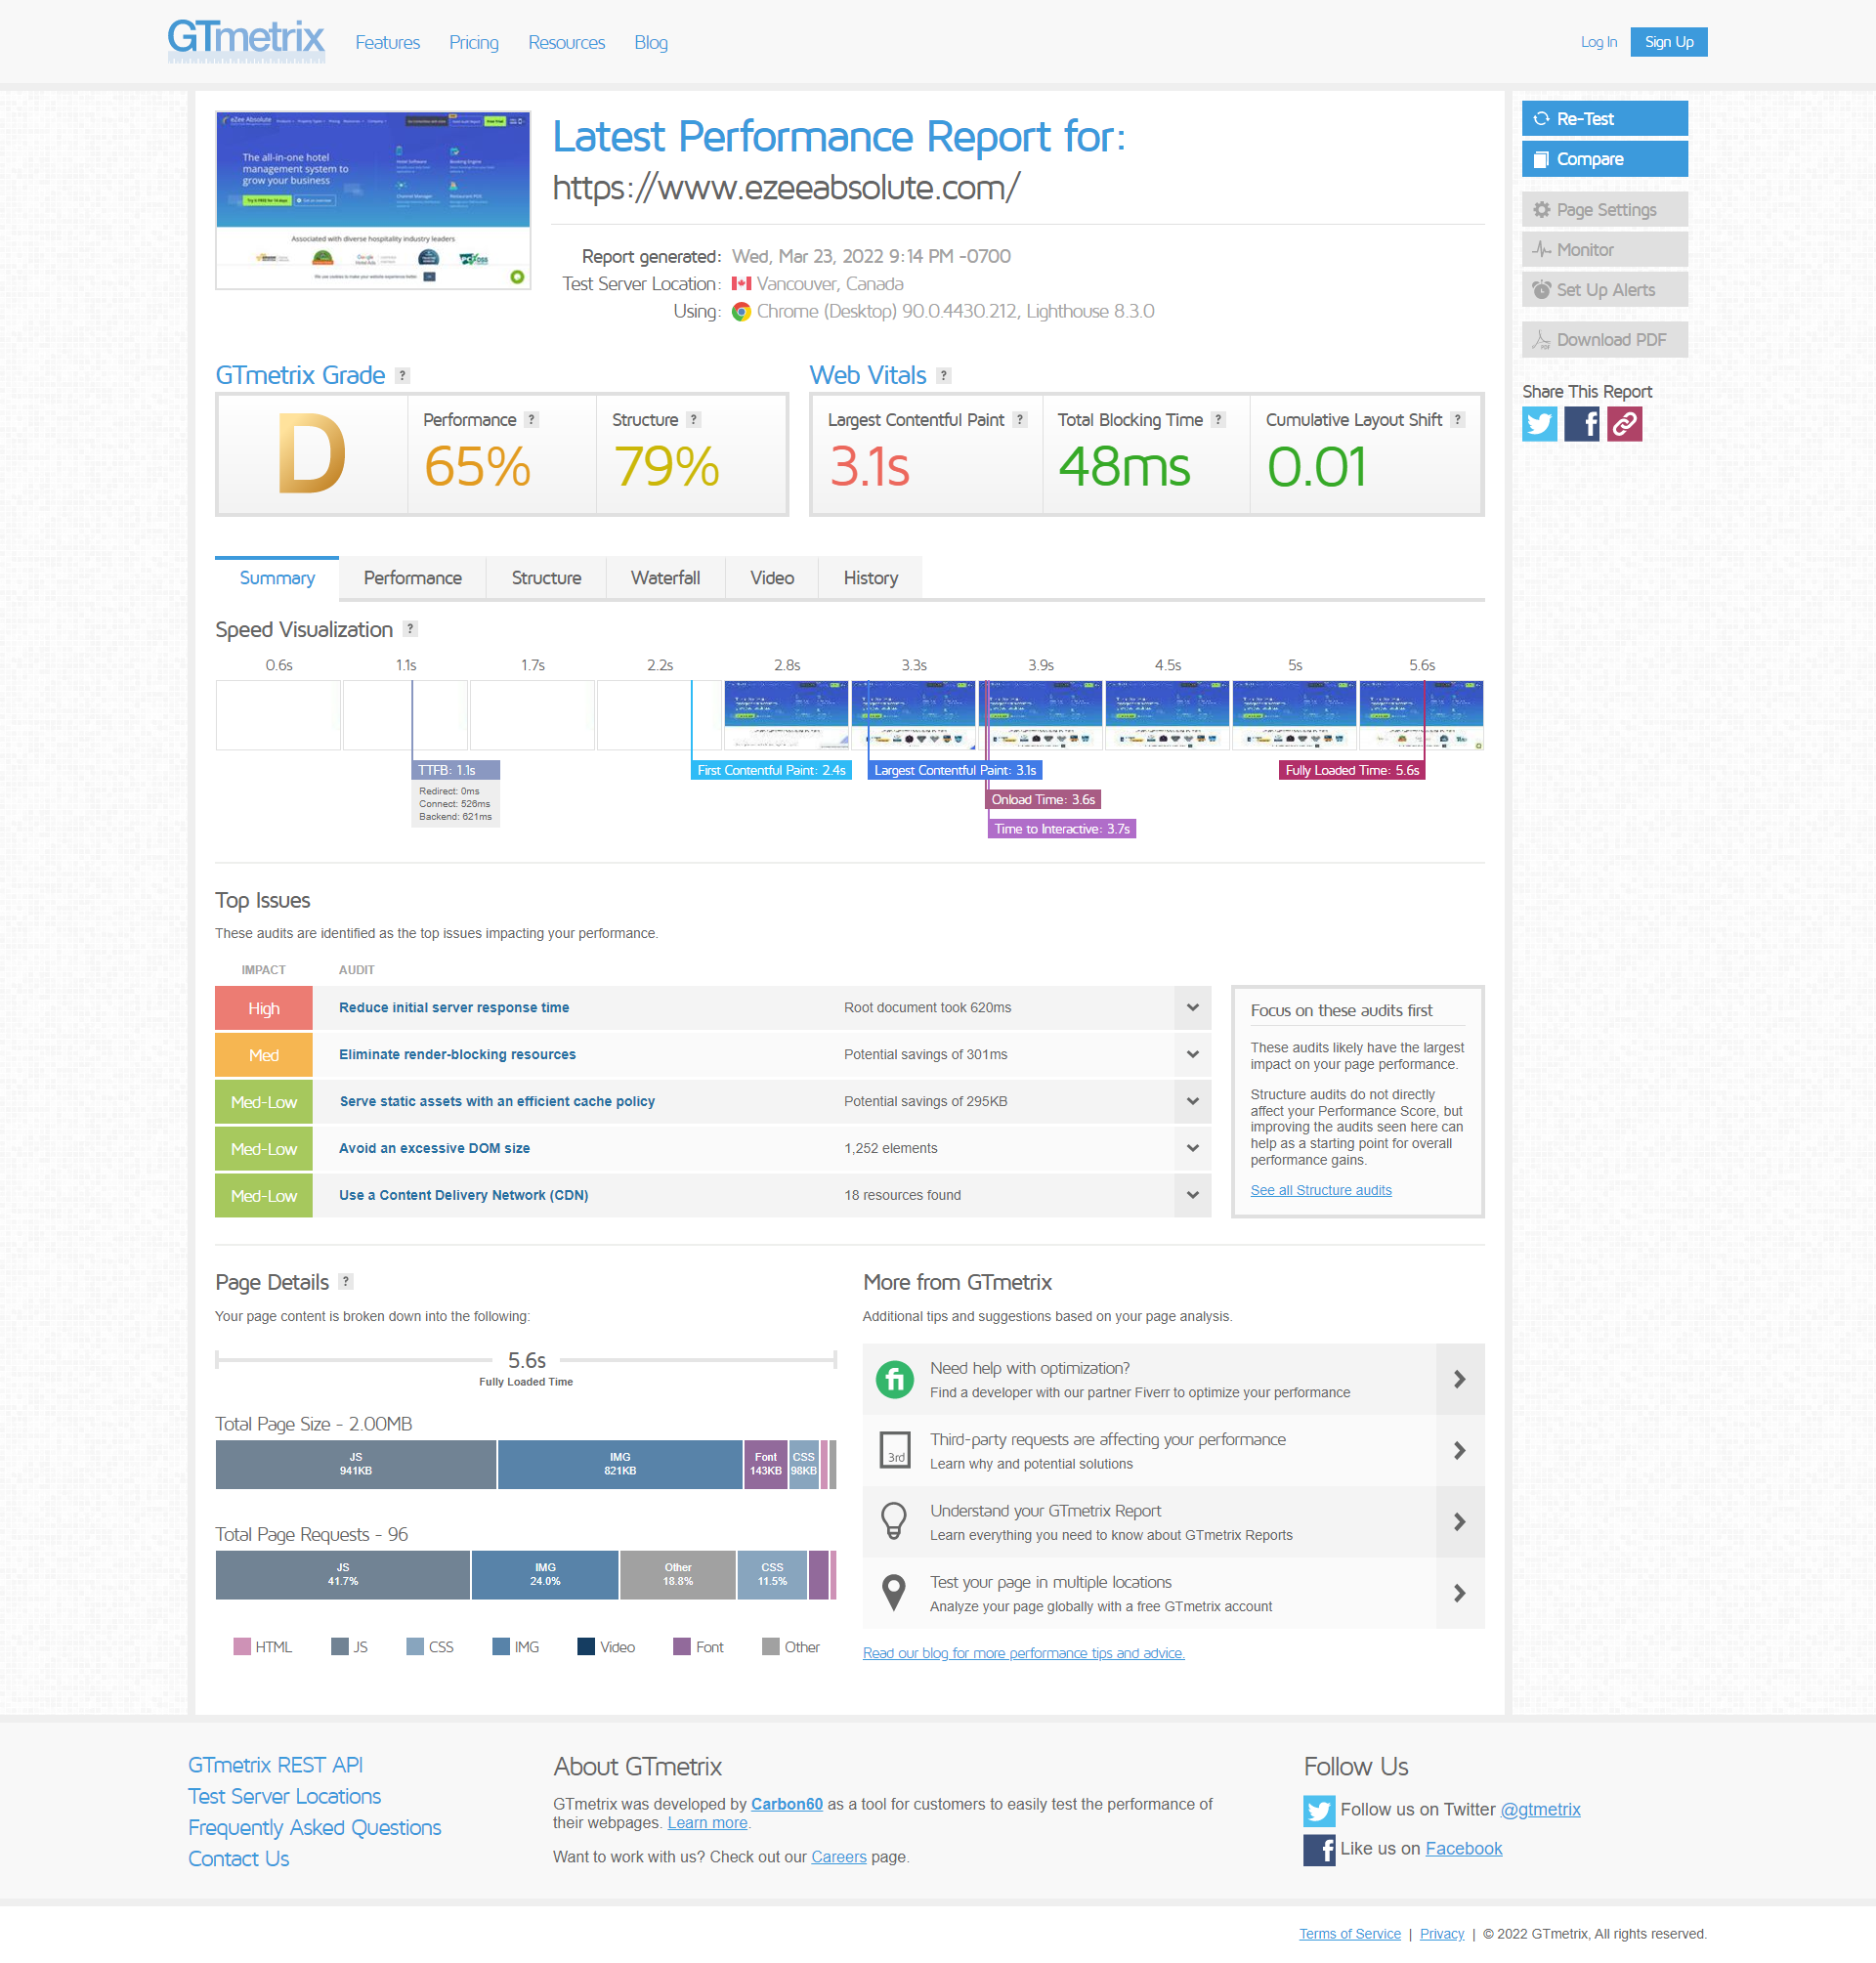 GTmetrix
Features
Pricing
Resources
Blog
Log In
Sign Up
eZee Absolute
The all-in-one hotel
management system to
grow your business
Associated with diverse hospitality industry leaders
Latest Performance Report for:
https://www.ezeeabsolute.com/
Report generated: Wed, Mar 23, 2022 9:14 PM -0700
Test Server Location: Vancouver, Canada
Using: Chrome (Desktop) 90.0.4430.212, Lighthouse 8.3.0
Re-Test
Compare
Page Settings
Monitor
Set Up Alerts
Download PDF
Share This Report
GTmetrix Grade ?
D
Performance ?
65%
Structure ?
79%
Web Vitals ?
Largest Contentful Paint ?
3.1s
Total Blocking Time ?
48ms
Cumulative Layout Shift ?
0.01
Summary
Performance
Structure
Waterfall
Video
History
Speed Visualization ?
0.6s
1.1s
1.7s
2.2s
2.8s
3.3s
3.9s
4.5s
5s
5.6s
TTFB: 1.1s
Redirect: 0ms
Connect: 526ms
Backend: 621ms
First Contentful Paint: 2.4s
Largest Contentful Paint: 3.1s
Onload Time: 3.6s
Time to Interactive: 3.7s
Fully Loaded Time: 5.6s
Top Issues
These audits are identified as the top issues impacting your performance.
IMPACT
AUDIT
High
Reduce initial server response time
Root document took 620ms
Med
Eliminate render-blocking resources
Potential savings of 301ms
Med-Low
Serve static assets with an efficient cache policy
Potential savings of 295KB
Med-Low
Avoid an excessive DOM size
1,252 elements
Med-Low
Use a Content Delivery Network (CDN)
18 resources found
Focus on these audits first
These audits likely have the largest
impact on your page performance.
Structure audits do not directly
affect your Performance Score, but
improving the audits seen here can
help as a starting point for overall
performance gains.
See all Structure audits
Page Details ?
Your page content is broken down into the following:
5.6s
Fully Loaded Time
Total Page Size - 2.00MB
JS
941KB
IMG
821KB
Font
143KB
CSS
98KB
Total Page Requests - 96
JS
41.7%
IMG
24.0%
Other
18.8%
CSS
11.5%
HTML
JS
CSS
IMG
Video
Font
Other
More from GTmetrix
Additional tips and suggestions based on your page analysis.
fi
Need help with optimization?
Find a developer with our partner Fiverr to optimize your performance
3rd
Third-party requests are affecting your performance
Learn why and potential solutions
Understand your GTmetrix Report
Learn everything you need to know about GTmetrix Reports
Test your page in multiple locations
Analyze your page globally with a free GTmetrix account
Read our blog for more performance tips and advice.
GTmetrix REST API
Test Server Locations
Frequently Asked Questions
Contact Us
About GTmetrix
GTmetrix was developed by Carbon60 as a tool for customers to easily test the performance of
their webpages. Learn more.
Want to work with us? Check out our Careers page.
Follow Us
Follow us on Twitter @gtmetrix
Like us on Facebook
Terms of Service | Privacy | © 2022 GTmetrix, All rights reserved.